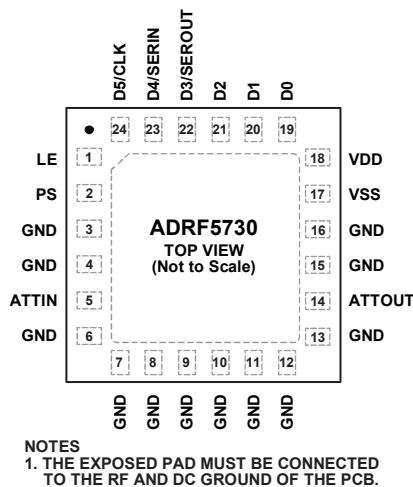 D5/CLK
D4/SERIN
D3/SEROUT
D2
D1
D0
24
23
22
21
20
19
LE 1
PS 2
GND 3
GND 4
ATTIN 5
GND 6
ADRF5730
TOP VIEW
(Not to Scale)
18 VDD
17 VSS
16 GND
15 GND
14 ATTOUT
13 GND
7
8
9
10
11
12
GND
GND
GND
GND
GND
GND
NOTES
1. THE EXPOSED PAD MUST BE CONNECTED
TO THE RF AND DC GROUND OF THE PCB.